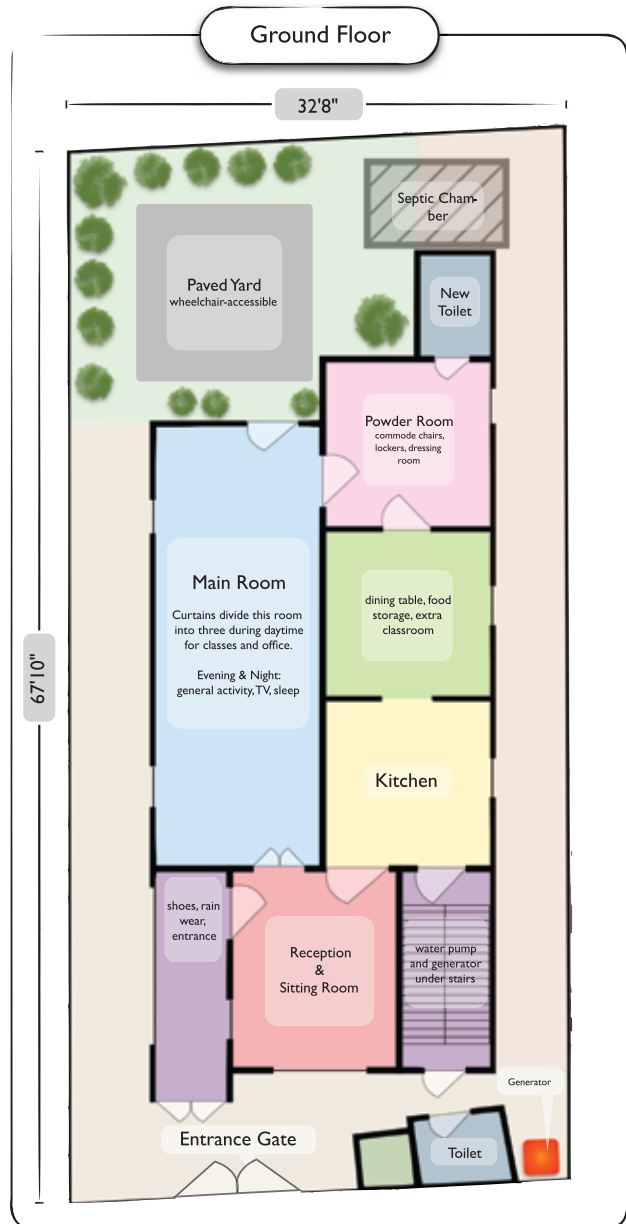 Ground Floor
32'8"
Septic Cham-
ber
New
Toilet
Paved Yard
wheelchair-accessible
Powder Room
commode chairs,
lockers, dressing
room
Main Room
Curtains divide this room
into three during daytime
for classes and office.
Evening & Night:
general activity, TV, sleep
dining table, food
storage, extra
classroom
67'10"
Kitchen
shoes, rain
wear,
entrance
Reception
&
Sitting Room
water pump
and generator
under stairs
Generator
Entrance Gate
Toilet